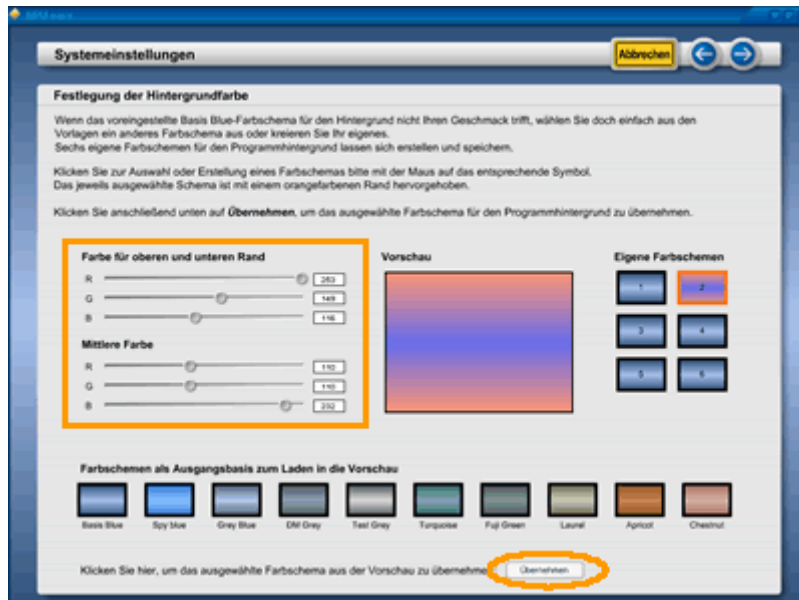 Systemeinstellungen
Abbrechen
Festlegung der Hintergrundfarbe
Wenn das voreingestellte Basis Blue-Farbschema für den Hintergrund nicht Ihren Geschmack trifft, wählen Sie doch einfach aus den
Vorlagen ein anderes Farbschema aus oder kreieren Sie Ihr eigenes.
Sechs eigene Farbschemen für den Programmhintergrund lassen sich erstellen und speichern.
Klicken Sie zur Auswahl oder Erstellung eines Farbschemas bitte mit der Maus auf das entsprechende Symbol.
Das jeweils ausgewählte Schema ist mit einem orangefarbenen Rand hervorgehoben.
Klicken Sie anschließend unten auf Übernehmen, um das ausgewählte Farbschema für den Programmhintergrund zu übernehmen.
Farbe für oberen und unteren Rand
R 253
G 149
B 116
Mittlere Farbe
R 110
G 110
B 232
Vorschau
Eigene Farbschemen
1 2
3 4
5 6
Farbschemen als Ausgangsbasis zum Laden in die Vorschau
Basis Blue Spy blue Grey Blue DM Grey Test Grey Turquoise Fuji Green Laurel Apricot Chestnut
Klicken Sie hier, um das ausgewählte Farbschema aus der Vorschau zu übernehmen Übernehmen